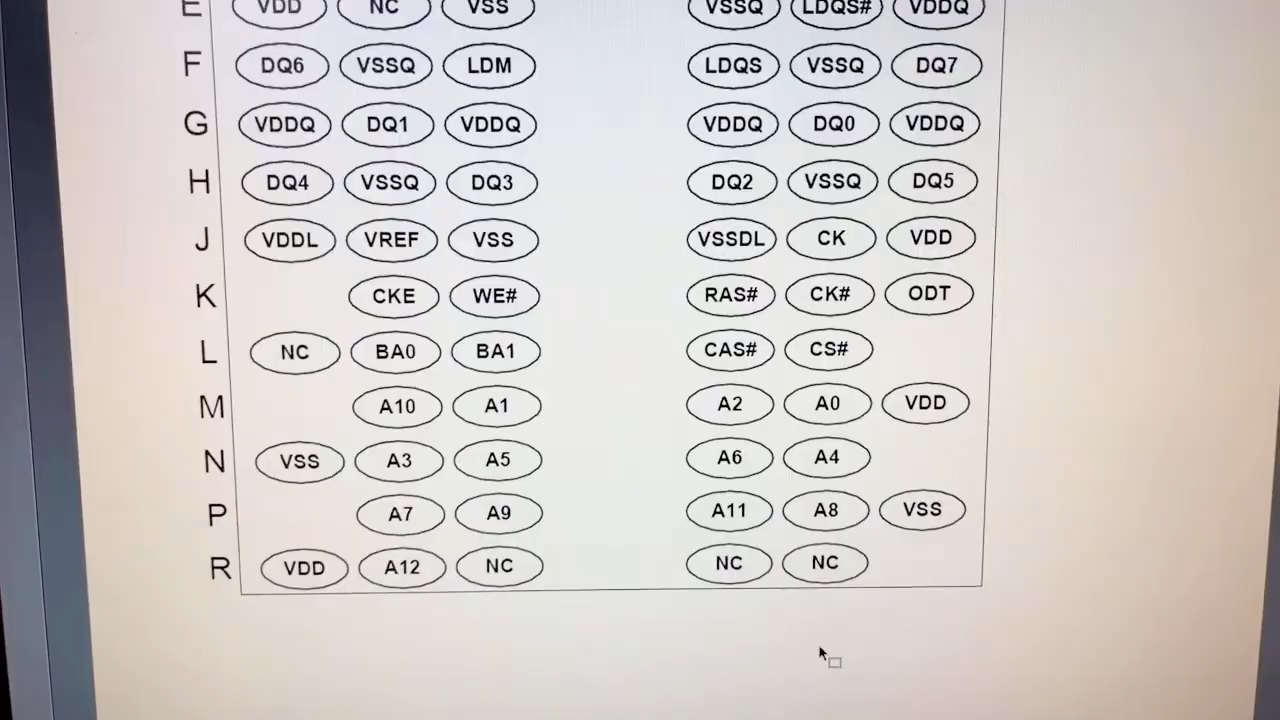 E VDD NC VSS VSSQ LDQS# VDDQ
F DQ6 VSSQ LDM LDQS VSSQ DQ7
G VDDQ DQ1 VDDQ VDDQ DQ0 VDDQ
H DQ4 VSSQ DQ3 DQ2 VSSQ DQ5
J VDDL VREF VSS VSSDL CK VDD
K CKE WE# RAS# CK# ODT
L NC BA0 BA1 CAS# CS#
M A10 A1 A2 A0 VDD
N VSS A3 A5 A6 A4
P A7 A9 A11 A8 VSS
R VDD A12 NC NC NC